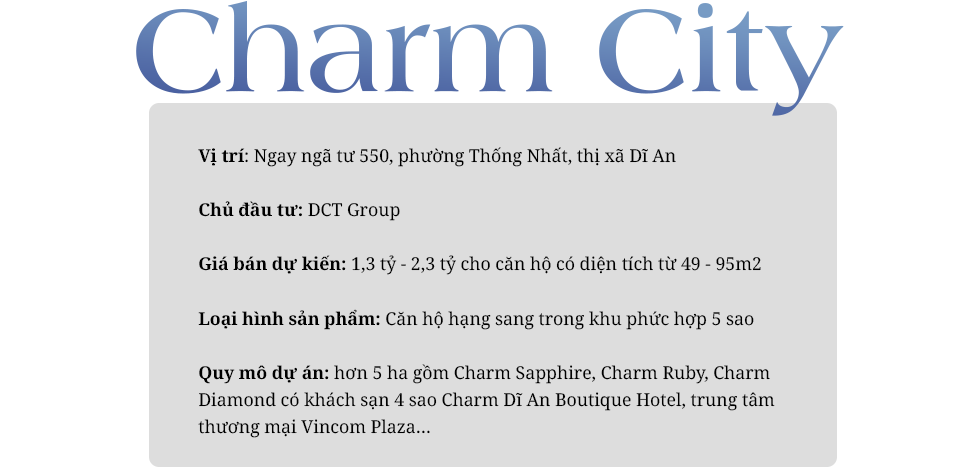 Charm City
Vị trí: Ngay ngã tư 550, phường Thống Nhất, thị xã Dĩ An
Chủ đầu tư: DCT Group
Giá bán dự kiến: 1,3 tỷ - 2,3 tỷ cho căn hộ có diện tích từ 49 - 95m2
Loại hình sản phẩm: Căn hộ hạng sang trong khu phức hợp 5 sao
Quy mô dự án: hơn 5 ha gồm Charm Sapphire, Charm Ruby, Charm
Diamond có khách sạn 4 sao Charm Dĩ An Boutique Hotel, trung tâm
thương mại Vincom Plaza...